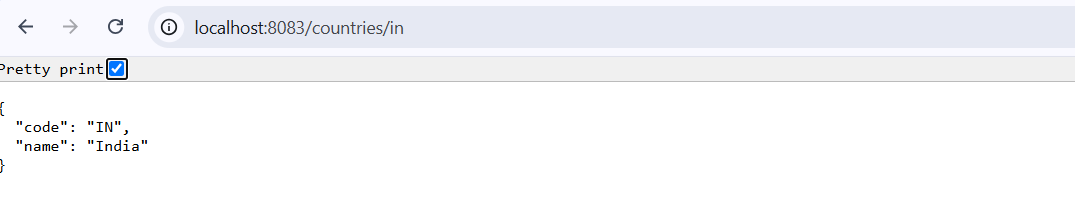 localhost:8083/countries/in
Pretty print
{
  "code": "IN",
  "name": "India"
}